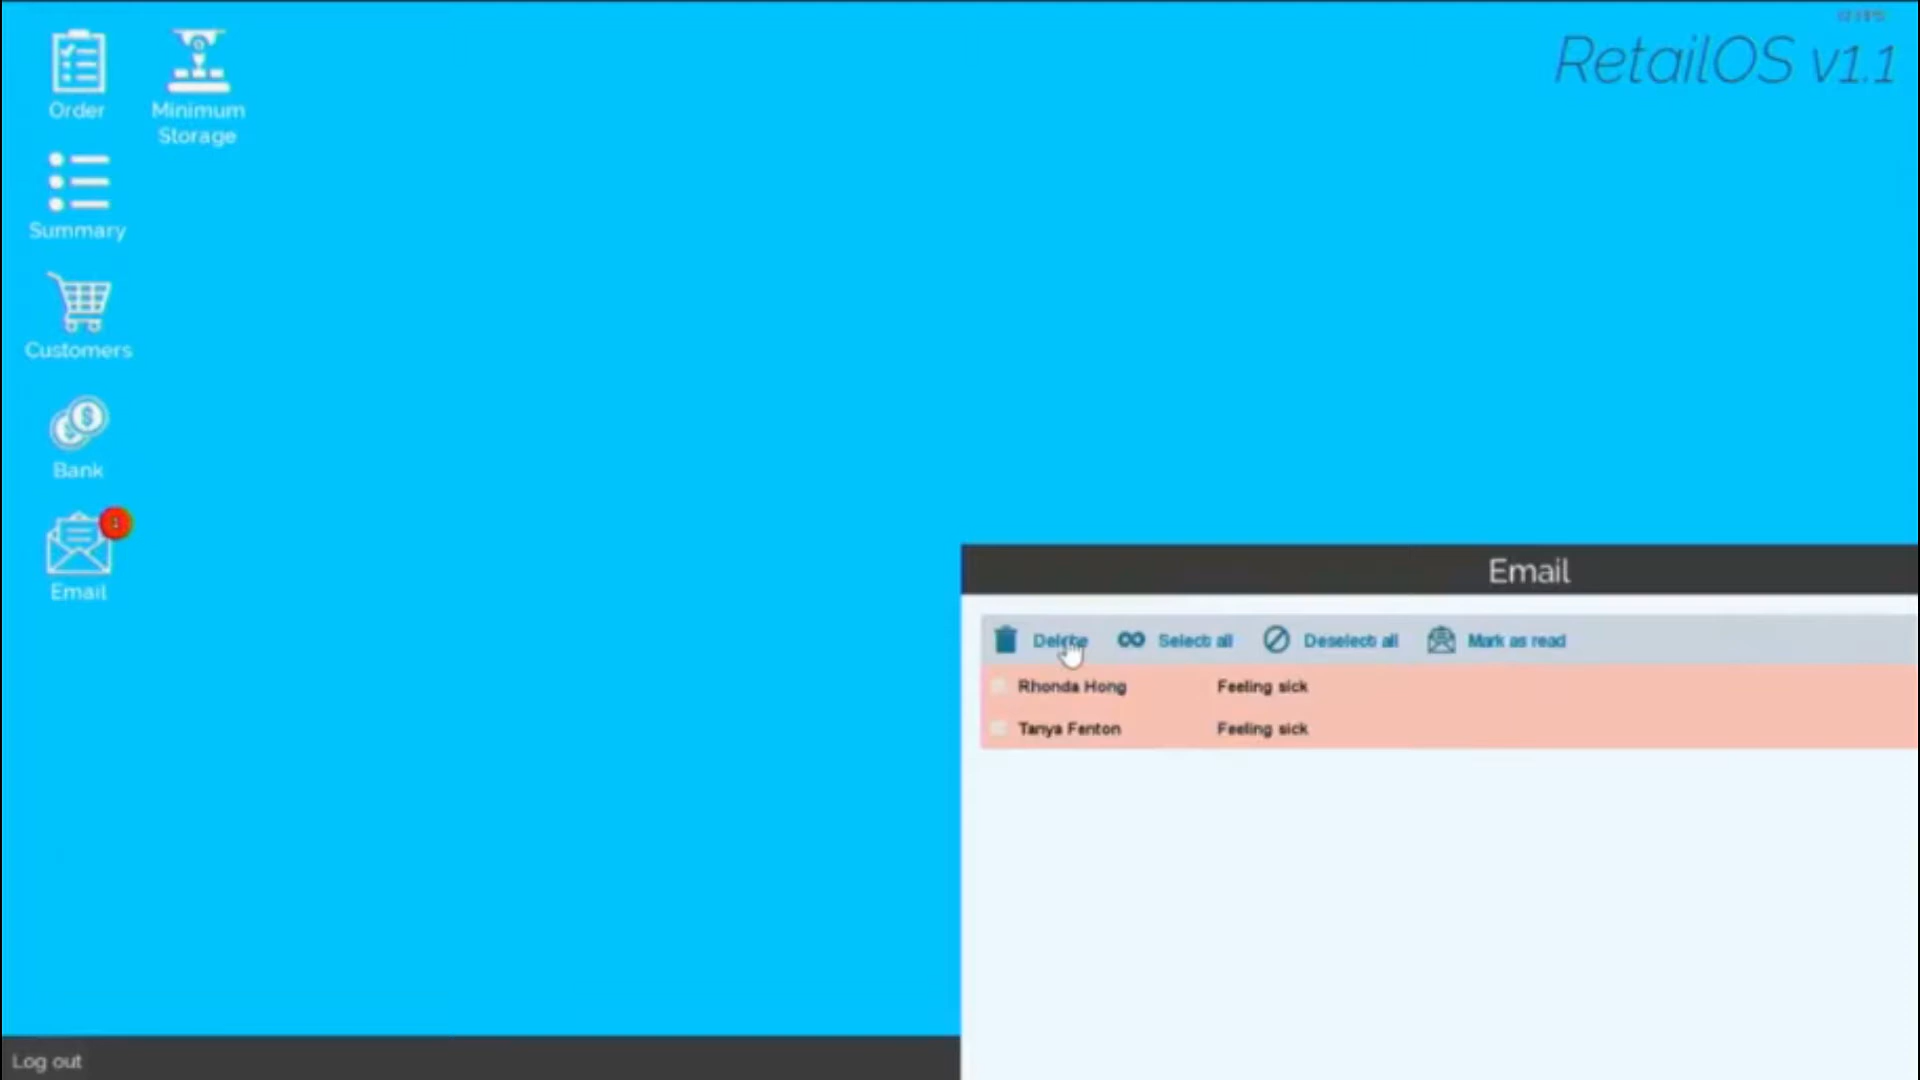 RetailOS v1.1
Order
Minimum
Storage
Summary
Customers
Bank
1
Email
Email
Delete Select all Deselect all Mark as read
Rhonda Hong Feeling sick
Tanya Fenton Feeling sick
Log out